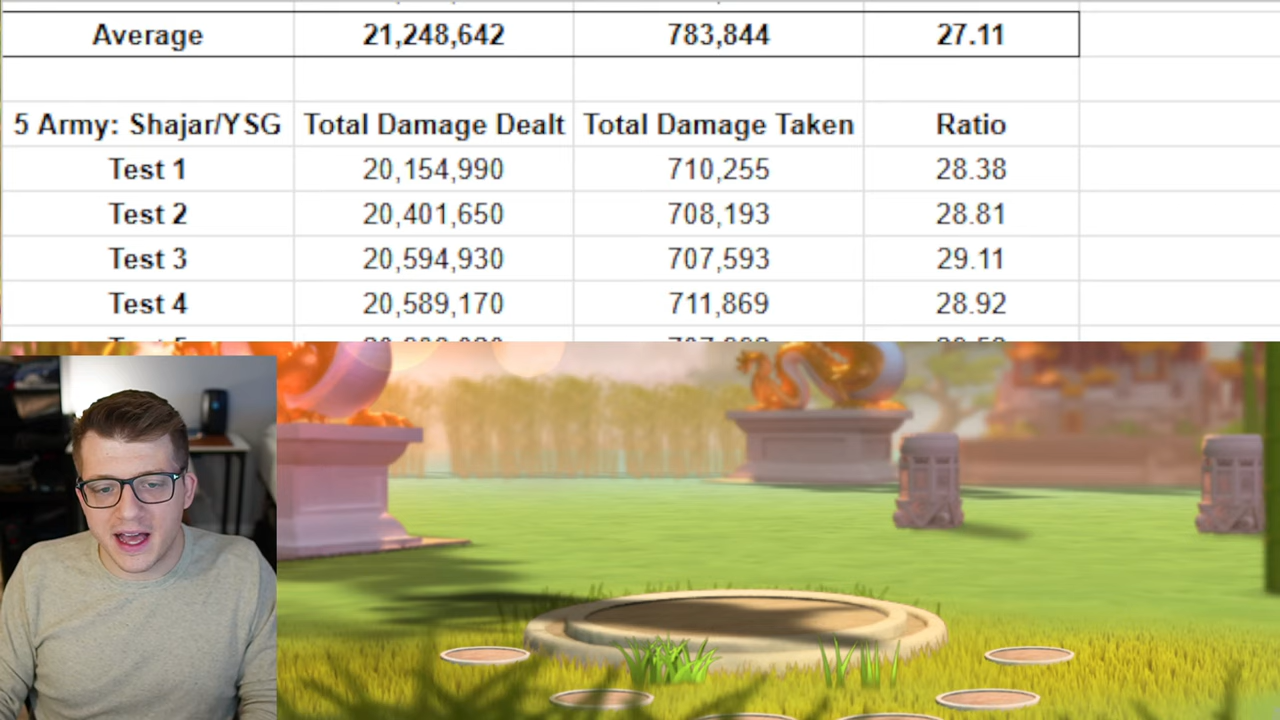 Average 21,248,642 783,844 27.11
5 Army: Shajar/YSG Total Damage Dealt Total Damage Taken Ratio
Test 1 20,154,990 710,255 28.38
Test 2 20,401,650 708,193 28.81
Test 3 20,594,930 707,593 29.11
Test 4 20,589,170 711,869 28.92